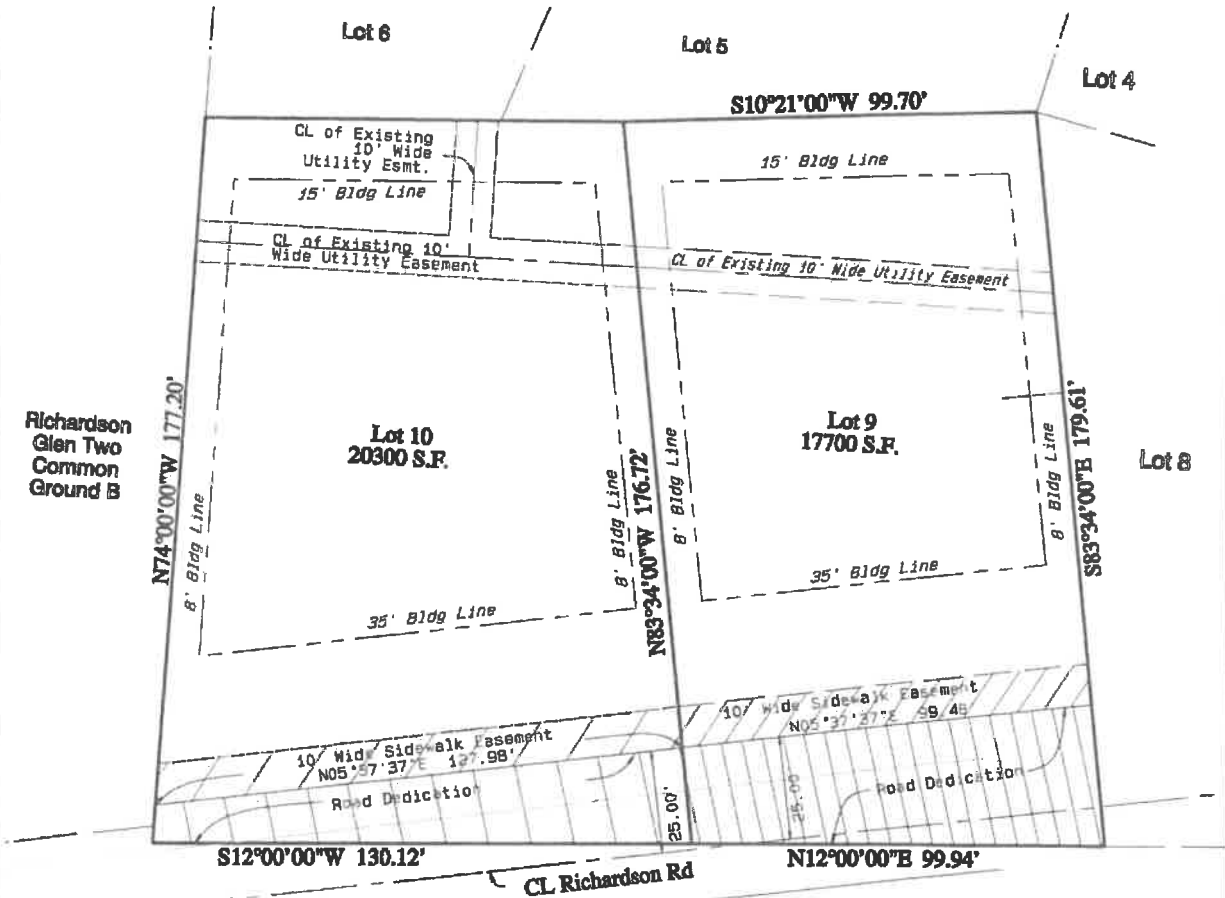 Lot 6
Lot 5
Lot 4
S10°21'00"W 99.70'
CL of Existing
10' Wide
Utility Esmt.
15' Bldg Line
15' Bldg Line
CL of Existing 10'
Wide Utility Easement
CL of Existing 10' Wide Utility Easement
Richardson
Glen Two
Common
Ground B
N74°00'00"W 177.20'
8' Bldg Line
Lot 10
20300 S.F.
8' Bldg Line
N83°34'00"W 176.72'
8' Bldg Line
Lot 9
17700 S.F.
8' Bldg Line
S83°34'00"E 179.61'
Lot 8
35' Bldg Line
35' Bldg Line
10' Wide Sidewalk Easement
N05°57'37"E
10' Wide Sidewalk Easement
99.45
Road Dedication
25.00'
25.00
Road Dedication
S12°00'00"W 130.12'
N12°00'00"E 99.94'
CL Richardson Rd